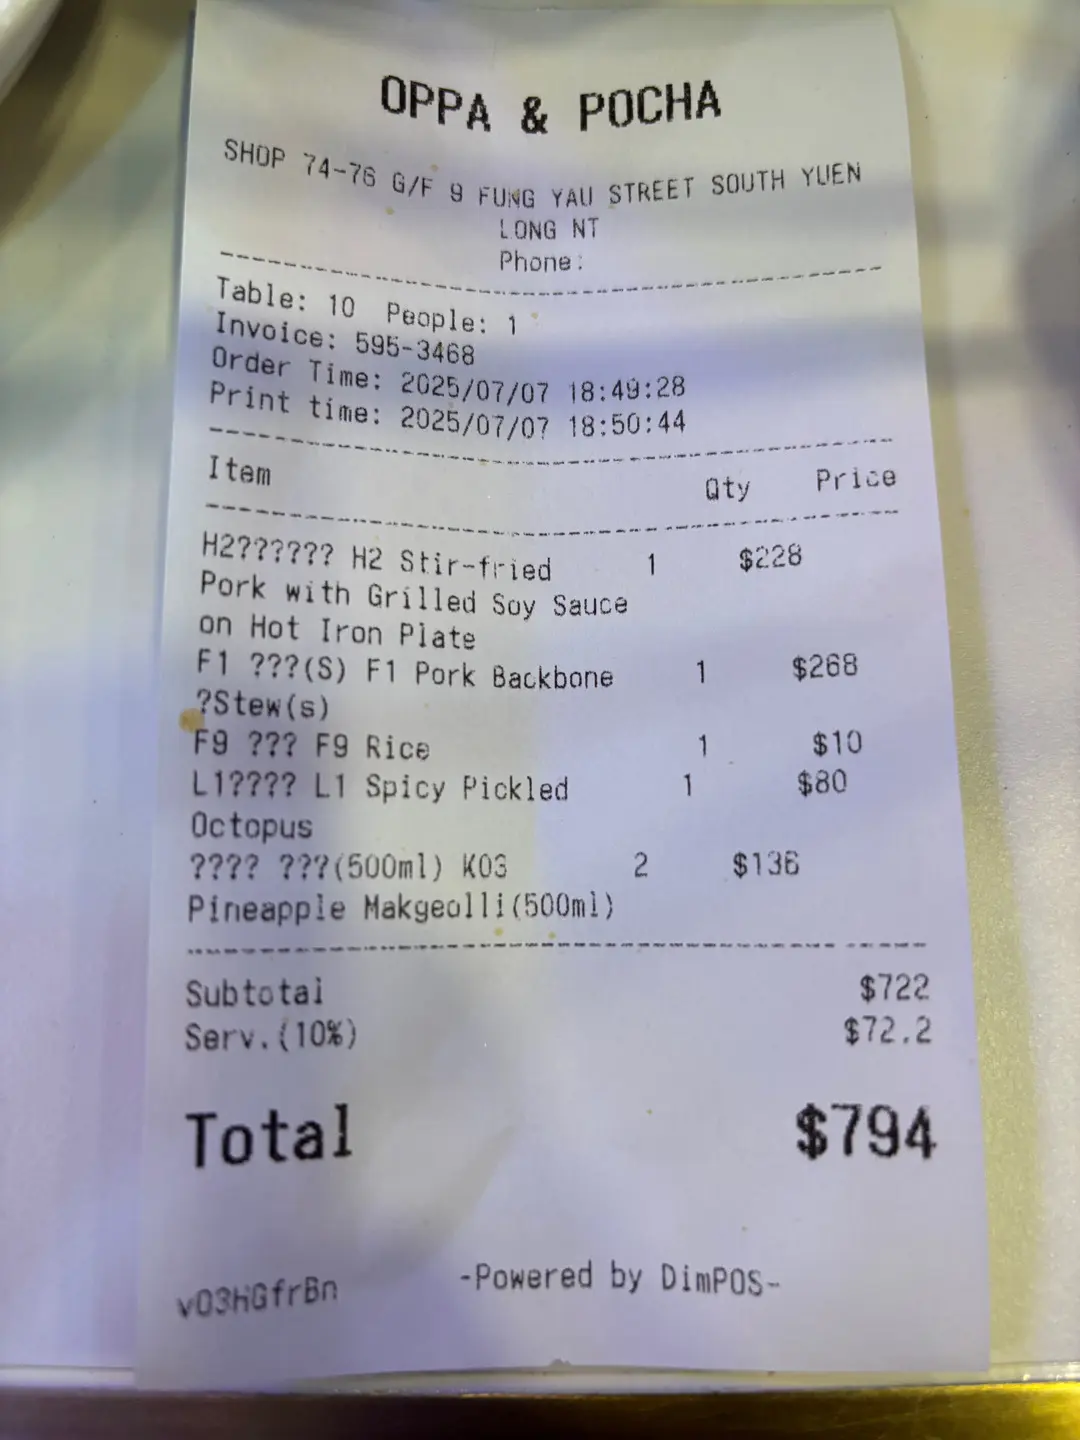 OPPA & POCHA
SHOP 74-76 G/F 9 FUNG YAU STREET SOUTH YUEN
LONG NT
Phone:
Table: 10 People: 1
Invoice: 595-3468
Order Time: 2025/07/07 18:49:28
Print time: 2025/07/07 18:50:44
Item Qty Price
H2?????? H2 Stir-fried 1 $228
Pork with Grilled Soy Sauce
on Hot Iron Plate
F1 ???(S) F1 Pork Backbone 1 $268
?Stew(s)
F9 ??? F9 Rice 1 $10
L1???? L1 Spicy Pickled 1 $80
Octopus
???? ???(500ml) K03 2 $136
Pineapple Makgeolli(500ml)
Subtotal $722
Serv.(10%) $72.2
Total $794
v03HGfrBn -Powered by DimPOS-